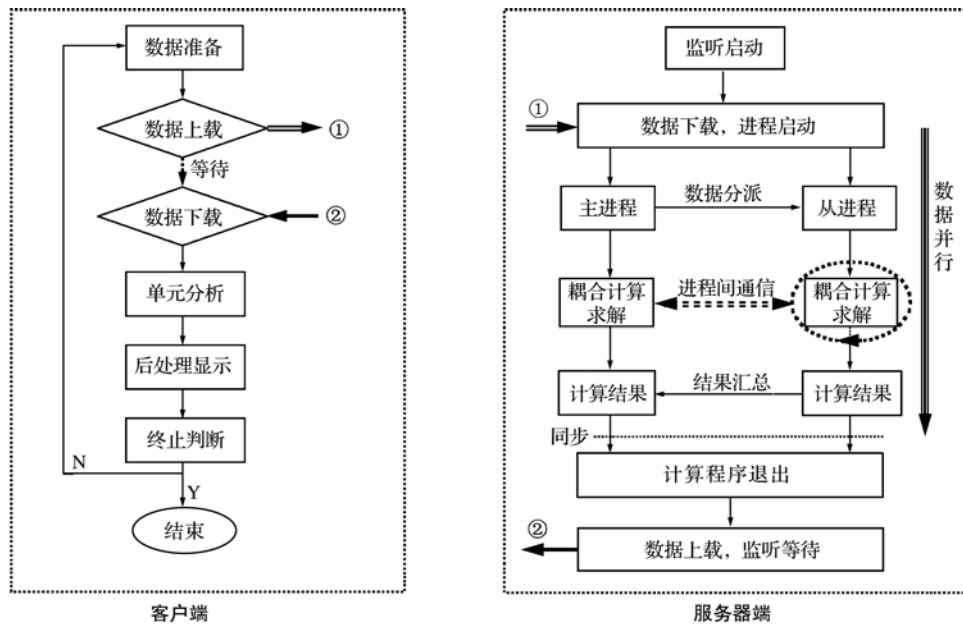 数据准备
数据上载
①
等待
数据下载
②
单元分析
后处理显示
终止判断
N
Y
结束
客户端
监听启动
①
数据下载，进程启动
主进程
数据分派
从进程
耦合计算
求解
进程间通信
耦合计算
求解
计算结果
结果汇总
计算结果
同步
计算程序退出
②
数据上载，监听等待
数据并行
服务器端